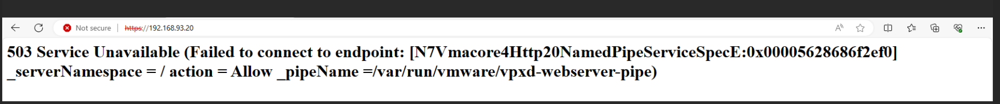 Not secure | https://192.168.93.20
503 Service Unavailable (Failed to connect to endpoint: [N7Vmacore4Http20NamedPipeServiceSpecE:0x00005628686f2ef0]
_serverNamespace = / action = Allow _pipeName =/var/run/vmware/vpxd-webserver-pipe)